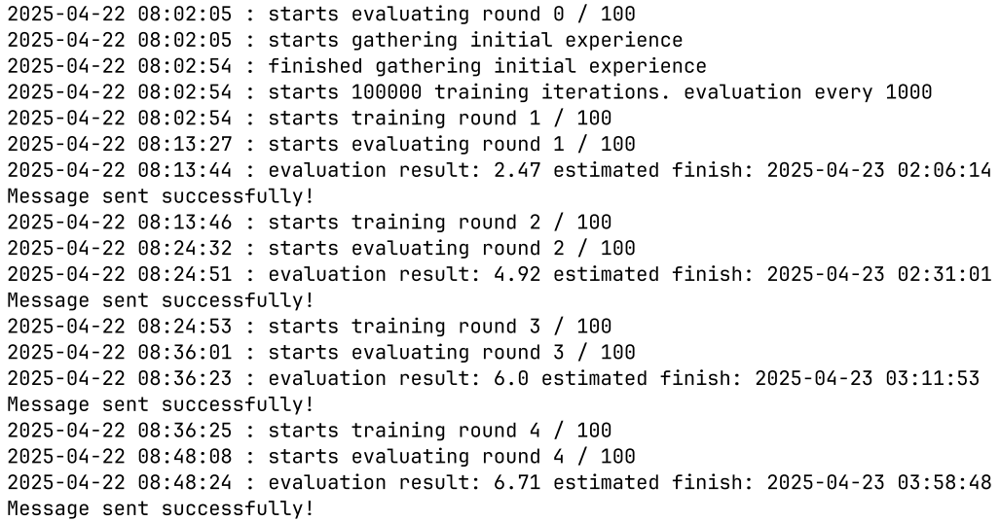 2025-04-22 08:02:05 : starts evaluating round 0 / 100
2025-04-22 08:02:05 : starts gathering initial experience
2025-04-22 08:02:54 : finished gathering initial experience
2025-04-22 08:02:54 : starts 100000 training iterations. evaluation every 1000
2025-04-22 08:02:54 : starts training round 1 / 100
2025-04-22 08:13:27 : starts evaluating round 1 / 100
2025-04-22 08:13:44 : evaluation result: 2.47 estimated finish: 2025-04-23 02:06:14
Message sent successfully!
2025-04-22 08:13:46 : starts training round 2 / 100
2025-04-22 08:24:32 : starts evaluating round 2 / 100
2025-04-22 08:24:51 : evaluation result: 4.92 estimated finish: 2025-04-23 02:31:01
Message sent successfully!
2025-04-22 08:24:53 : starts training round 3 / 100
2025-04-22 08:36:01 : starts evaluating round 3 / 100
2025-04-22 08:36:23 : evaluation result: 6.0 estimated finish: 2025-04-23 03:11:53
Message sent successfully!
2025-04-22 08:36:25 : starts training round 4 / 100
2025-04-22 08:48:08 : starts evaluating round 4 / 100
2025-04-22 08:48:24 : evaluation result: 6.71 estimated finish: 2025-04-23 03:58:48
Message sent successfully!